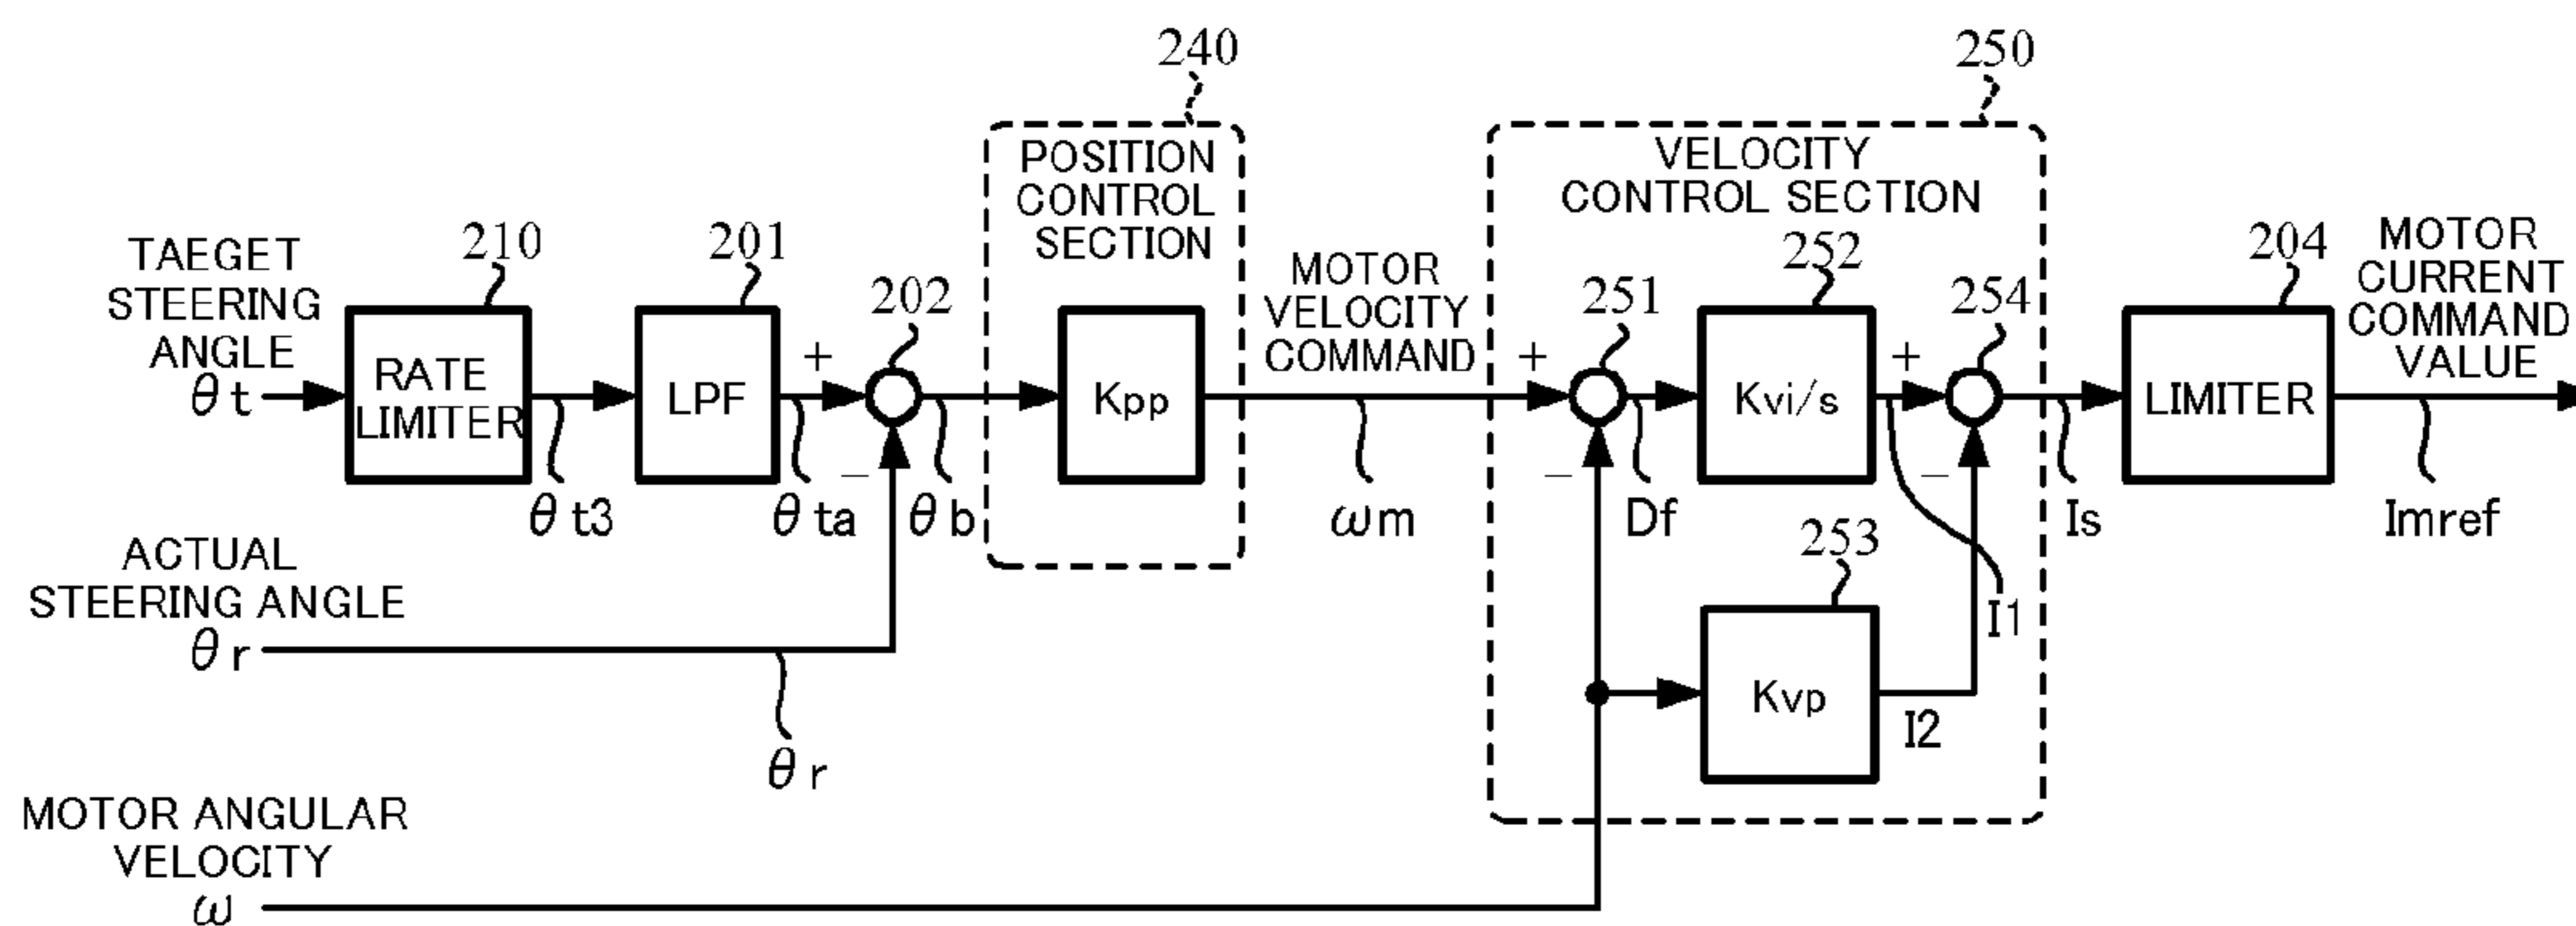 240
250
POSITION
CONTROL
SECTION
VELOCITY
CONTROL SECTION
TAEGET
STEERING
ANGLE
θt
210
RATE
LIMITER
θt3
201
LPF
+
θta
202
−
θb
Kpp
MOTOR
VELOCITY
COMMAND
ωm
+
251
−
Df
252
Kvi/s
+
254
−
I1
253
Kvp
I2
Is
204
LIMITER
MOTOR
CURRENT
COMMAND
VALUE
Imref
ACTUAL
STEERING ANGLE
θr
θr
MOTOR ANGULAR
VELOCITY
ω